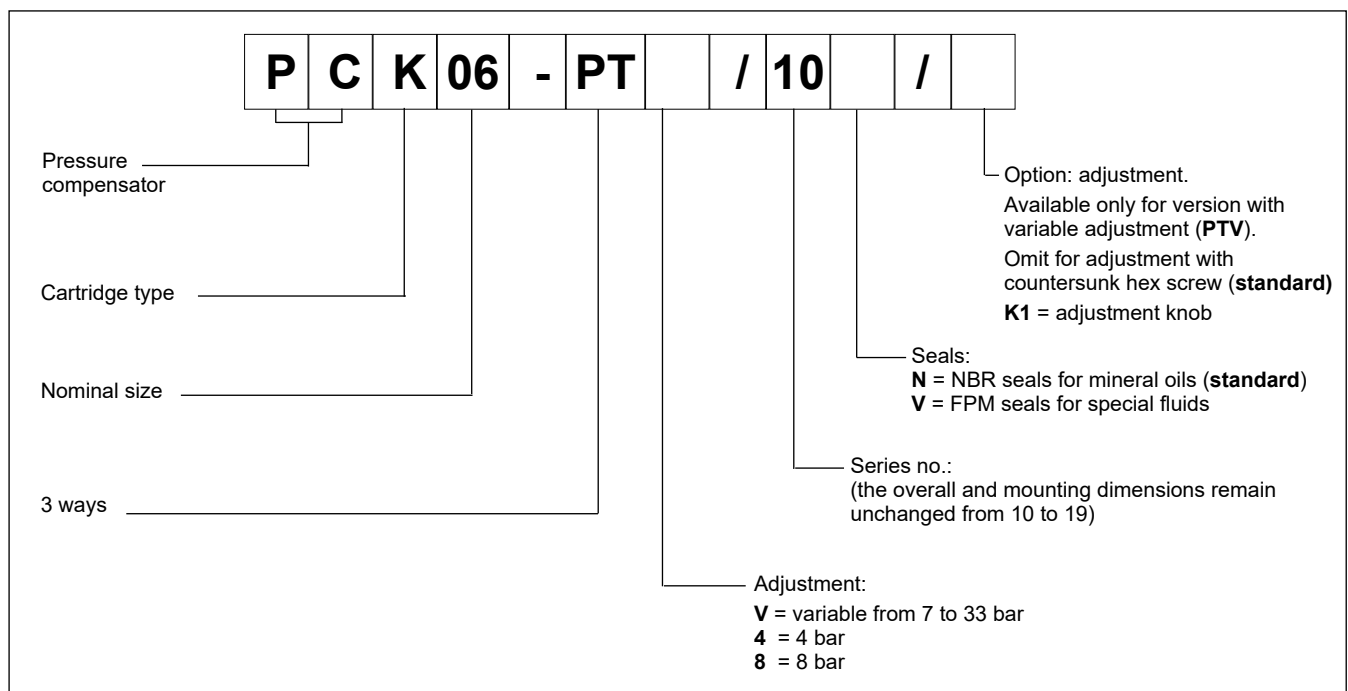 P C K 06 - PT / 10 /
Pressure
compensator
Cartridge type
Nominal size
3 ways
Option: adjustment.
Available only for version with
variable adjustment (PTV).
Omit for adjustment with
countersunk hex screw (standard)
K1 = adjustment knob
Seals:
N = NBR seals for mineral oils (standard)
V = FPM seals for special fluids
Series no.:
(the overall and mounting dimensions remain
unchanged from 10 to 19)
Adjustment:
V = variable from 7 to 33 bar
4 = 4 bar
8 = 8 bar